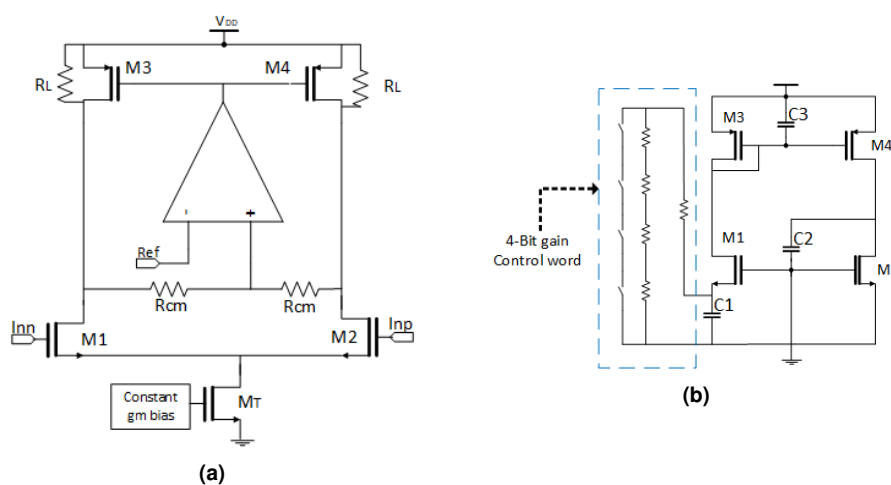 VDD
M3
M4
RL
RL
-
+
Ref
Rcm
Rcm
Inn
M1
M2
Inp
Constant
gm bias
MT
(a)
4-Bit gain
Control word
M3
C3
M4
M1
C2
M
C1
(b)